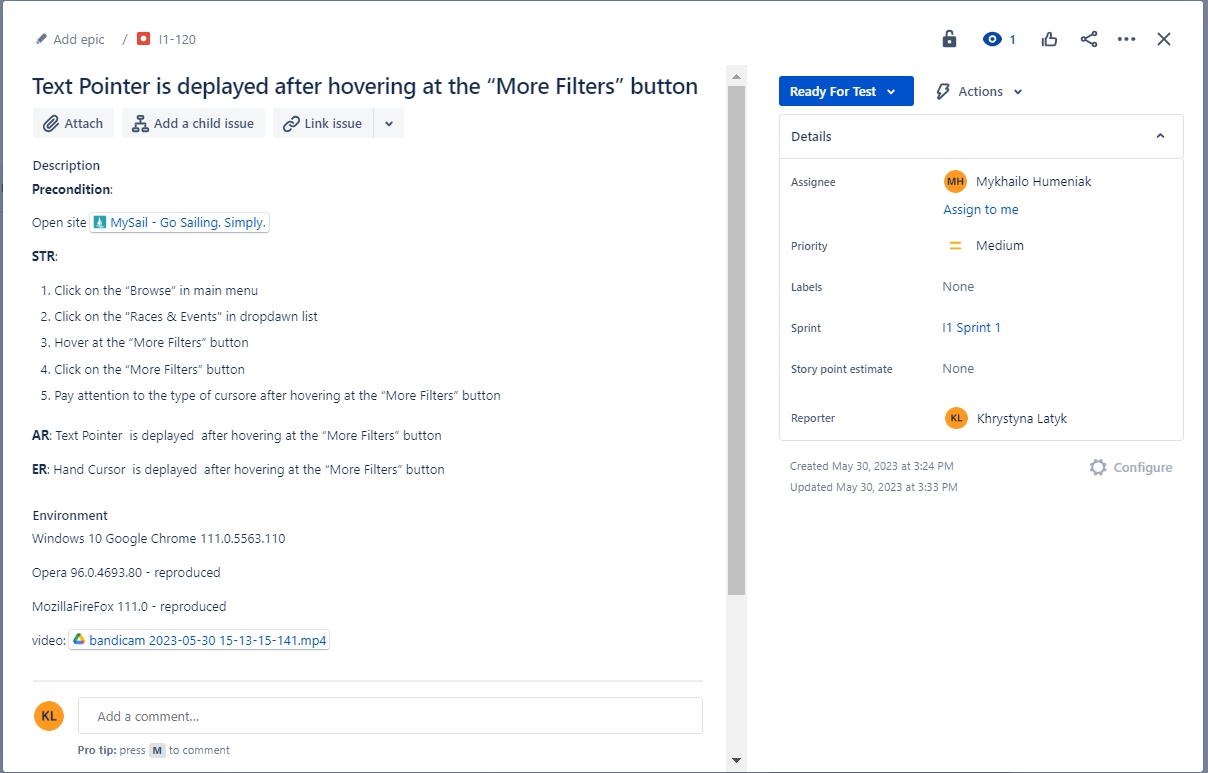 Add epic / I1-120
1
Text Pointer is deplayed after hovering at the “More Filters” button
Attach Add a child issue Link issue
Description
Precondition:
Open site MySail - Go Sailing. Simply.
STR:
1. Click on the “Browse” in main menu
2. Click on the "Races & Events" in dropdawn list
3. Hover at the “More Filters” button
4. Click on the “More Filters” button
5. Pay attention to the type of cursore after hovering at the “More Filters” button
AR: Text Pointer is deplayed after hovering at the “More Filters” button
ER: Hand Cursor is deplayed after hovering at the “More Filters” button
Environment
Windows 10 Google Chrome 111.0.5563.110
Opera 96.0.4693.80 - reproduced
MozillaFireFox 111.0 - reproduced
video: bandicam 2023-05-30 15-13-15-141.mp4
KL Add a comment...
Pro tip: press M to comment
Ready For Test Actions
Details
Assignee MH Mykhailo Humeniak
Assign to me
Priority Medium
Labels None
Sprint I1 Sprint 1
Story point estimate None
Reporter KL Khrystyna Latyk
Created May 30, 2023 at 3:24 PM
Configure
Updated May 30, 2023 at 3:33 PM